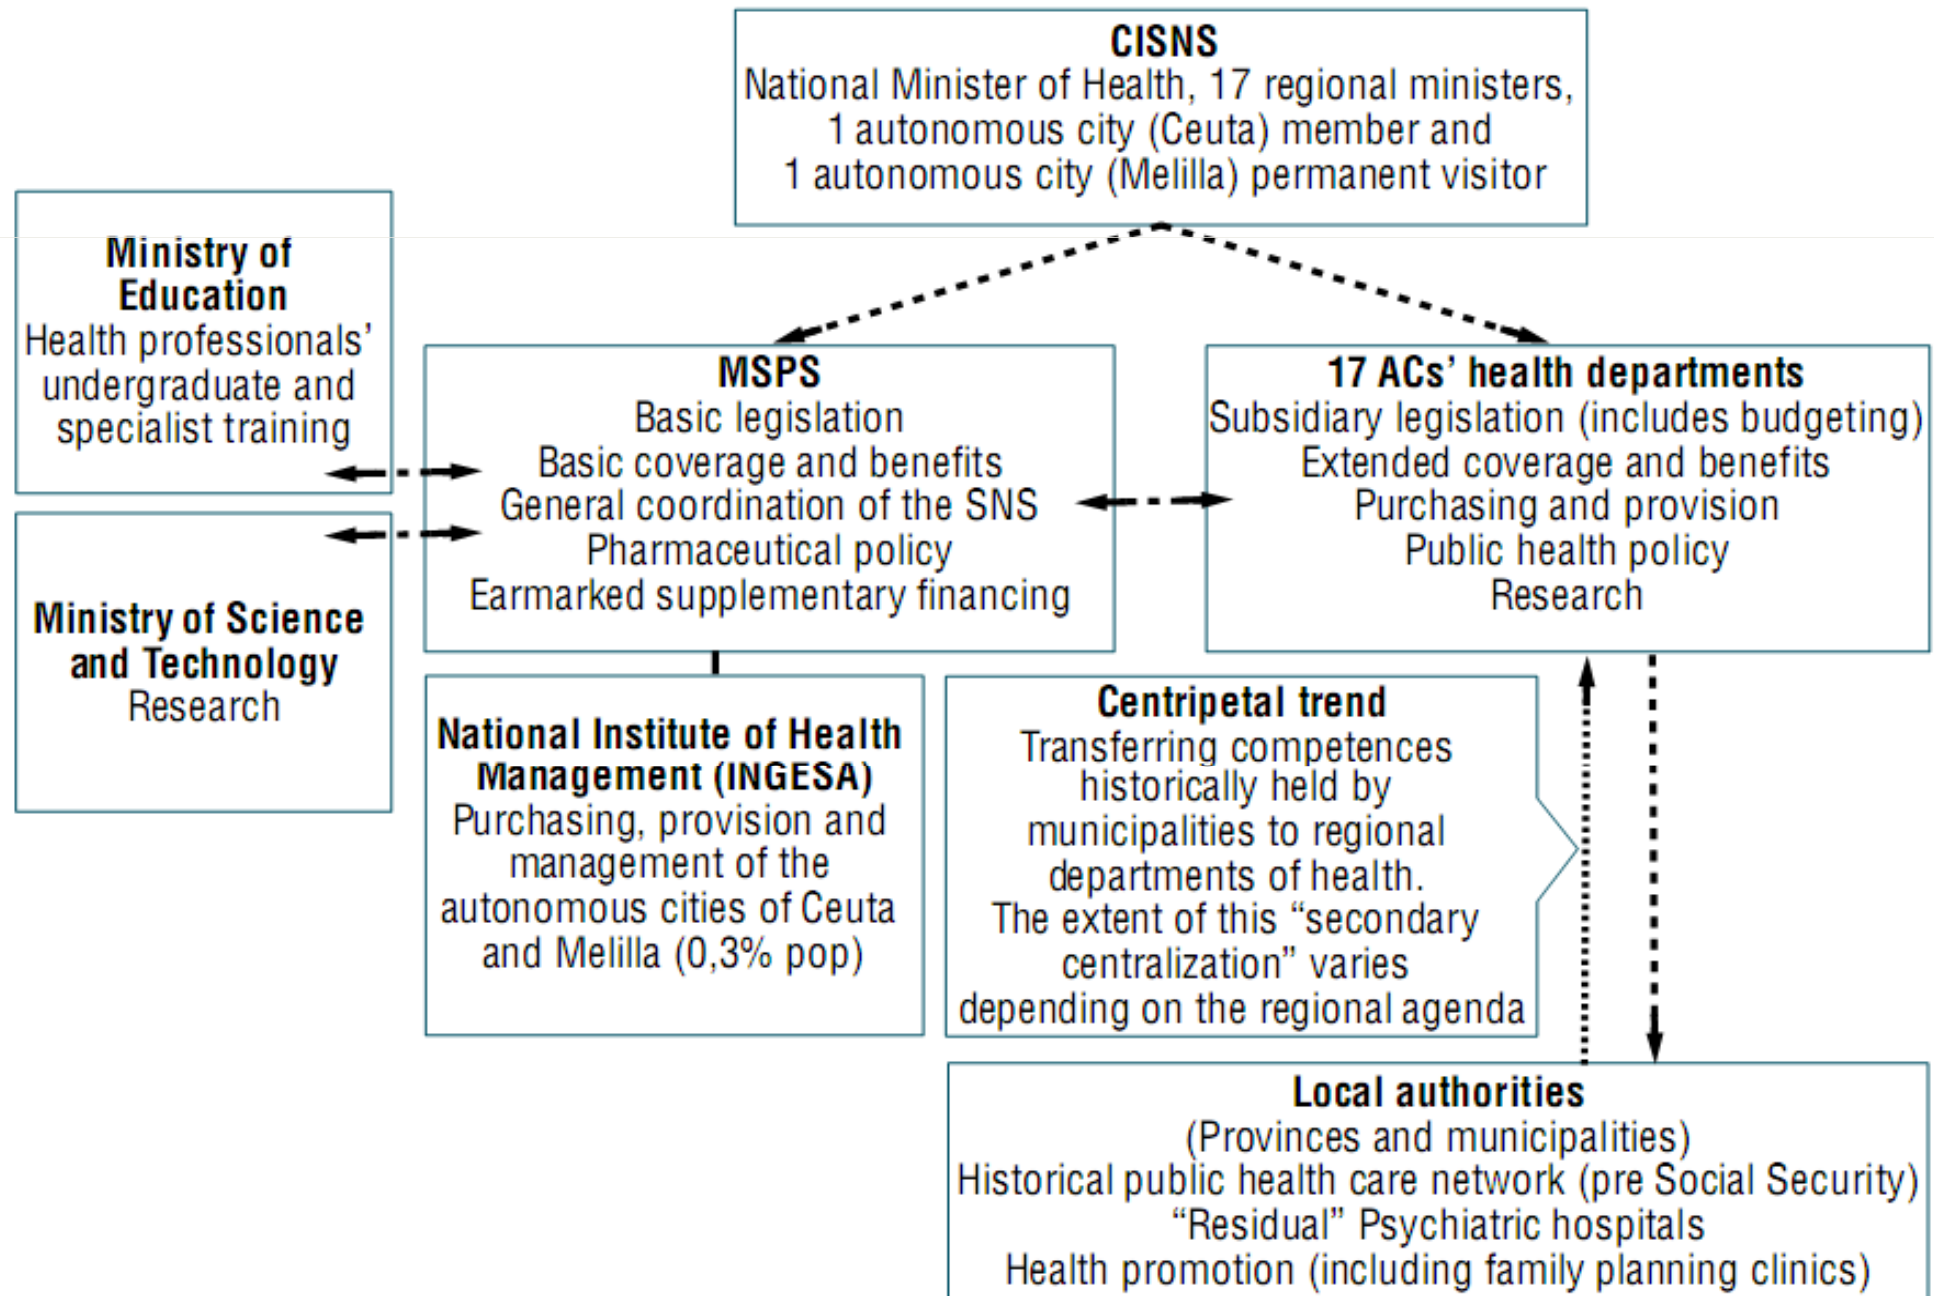 CISNS
National Minister of Health, 17 regional ministers,
1 autonomous city (Ceuta) member and
1 autonomous city (Melilla) permanent visitor
Ministry of
Education
Health professionals’
undergraduate and
specialist training
MSPS
Basic legislation
Basic coverage and benefits
General coordination of the SNS
Pharmaceutical policy
Earmarked supplementary financing
17 ACs’ health departments
Subsidiary legislation (includes budgeting)
Extended coverage and benefits
Purchasing and provision
Public health policy
Research
Ministry of Science
and Technology
Research
National Institute of Health
Management (INGESA)
Purchasing, provision and
management of the
autonomous cities of Ceuta
and Melilla (0,3% pop)
Centripetal trend
Transferring competences
historically held by
municipalities to regional
departments of health.
The extent of this “secondary
centralization” varies
depending on the regional agenda
Local authorities
(Provinces and municipalities)
Historical public health care network (pre Social Security)
“Residual” Psychiatric hospitals
Health promotion (including family planning clinics)